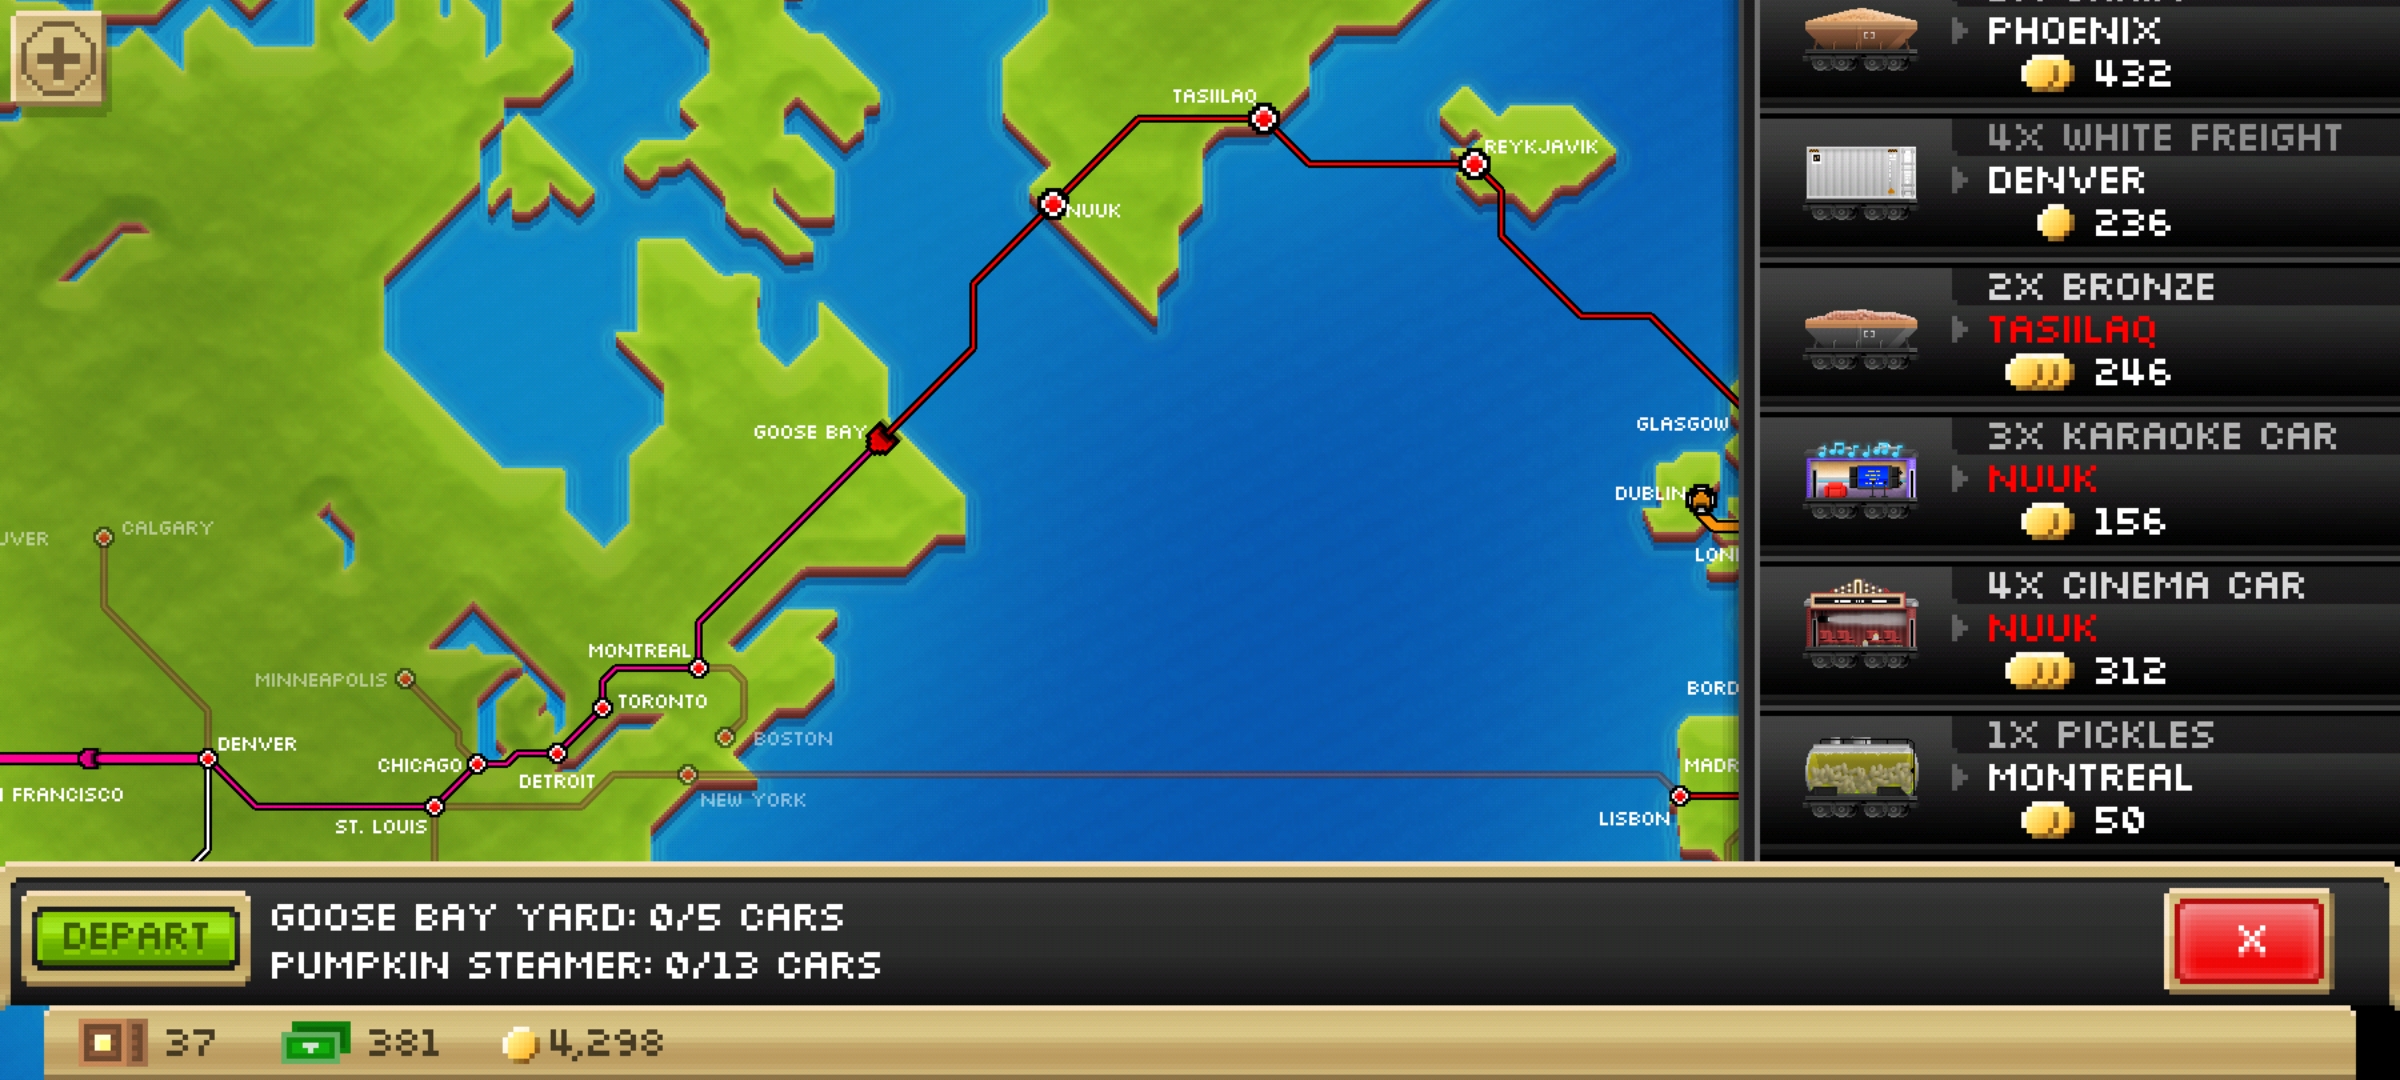 TASIILAQ
REYKJAVIK
NUUK
GOOSE BAY
GLASGOW
DUBLIN
CALGARY
MONTREAL
MINNEAPOLIS
TORONTO
BOSTON
DENVER
CHICAGO
DETROIT
NEW YORK
FRANCISCO
ST. LOUIS
LISBON
PHOENIX
432
4X WHITE FREIGHT
DENVER
236
2X BRONZE
TASIILAQ
246
3X KARAOKE CAR
NUUK
156
4X CINEMA CAR
NUUK
312
1X PICKLES
MONTREAL
50
DEPART
GOOSE BAY YARD: 0/5 CARS
PUMPKIN STEAMER: 0/13 CARS
X
37 381 4,298